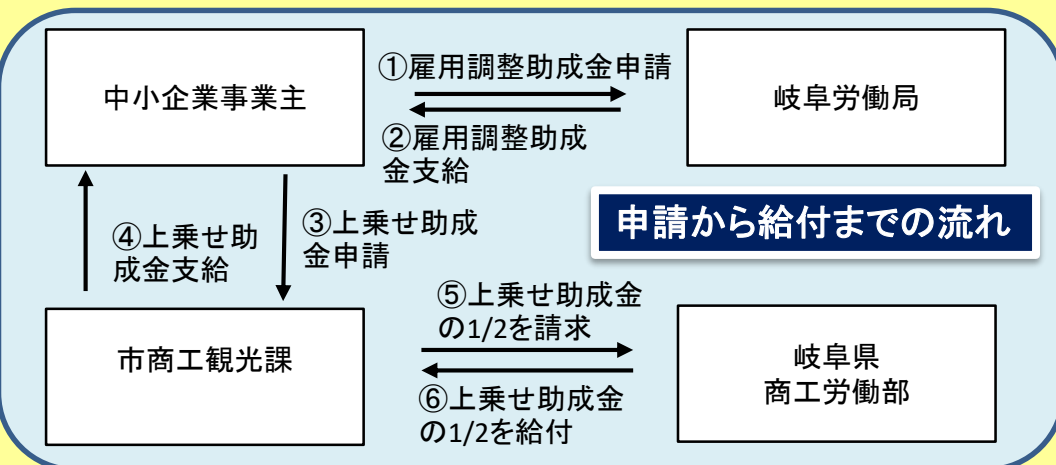 中小企業事業主
①雇用調整助成金申請
②雇用調整助成
金支給
岐阜労働局
申請から給付までの流れ
④上乗せ助
成金支給
③上乗せ助成
金申請
市商工観光課
⑤上乗せ助成金
の1/2を請求
⑥上乗せ助成金
の1/2を給付
岐阜県
商工労働部